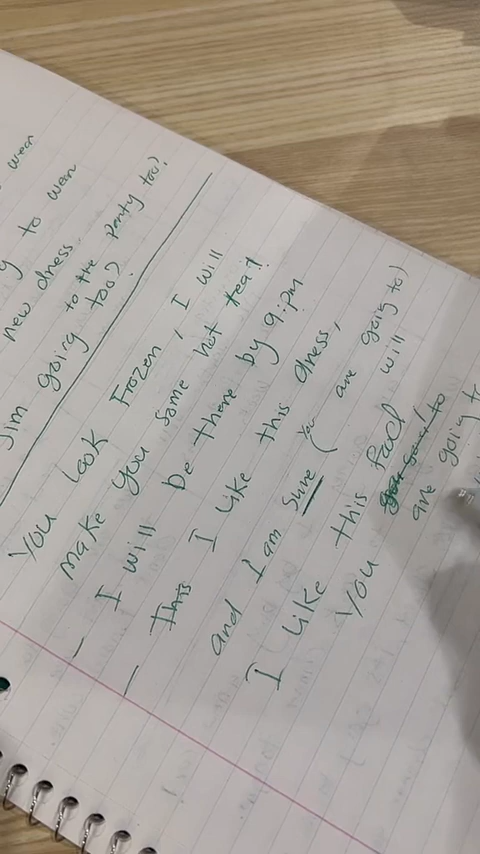 wear
g to wear
new dress.
Jim going to the party too?
too?
You look Frozen, I will
make you some hot tea!
- I will be there by 9:pm
- this I like this dress,
and I am sure (you are going to)
I Like this
You will
are going to